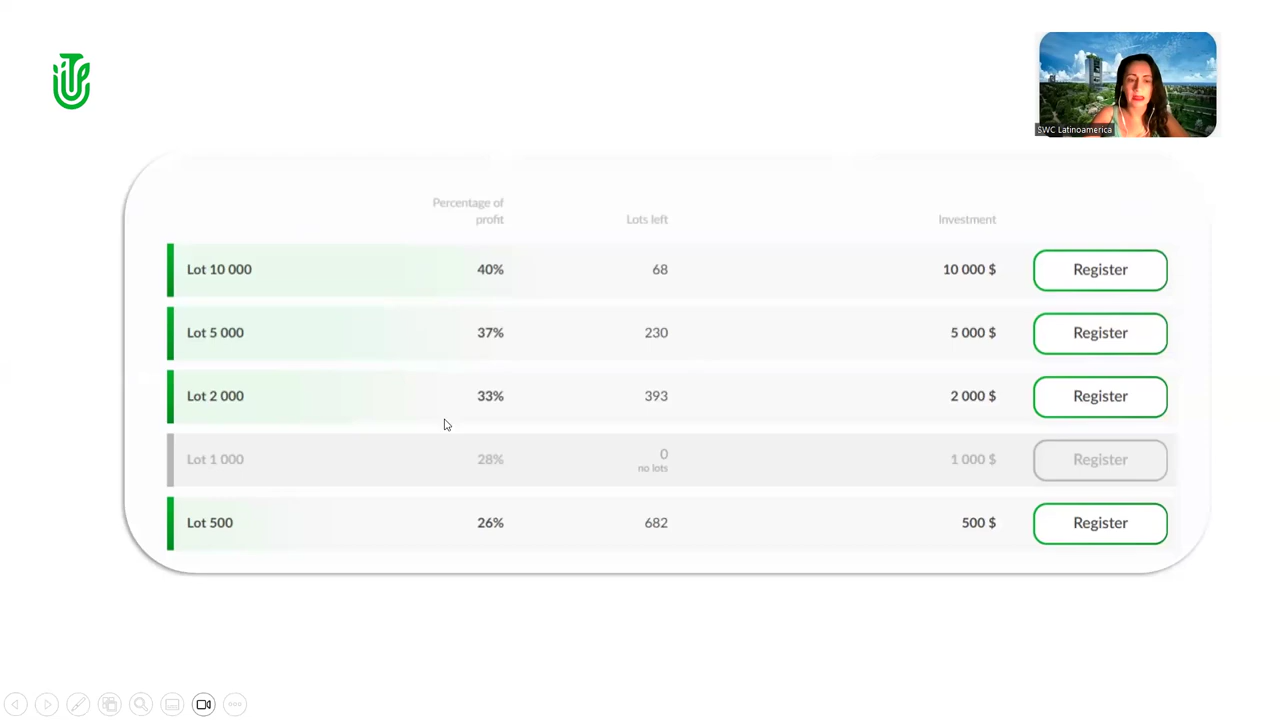 SWC Latinoamerica
Percentage of
profit
Lots left
Investment
Lot 10 000 40% 68 10 000 $ Register
Lot 5 000 37% 230 5 000 $ Register
Lot 2 000 33% 393 2 000 $ Register
Lot 1 000 28% 0 1 000 $ Register
no lots
Lot 500 26% 682 500 $ Register